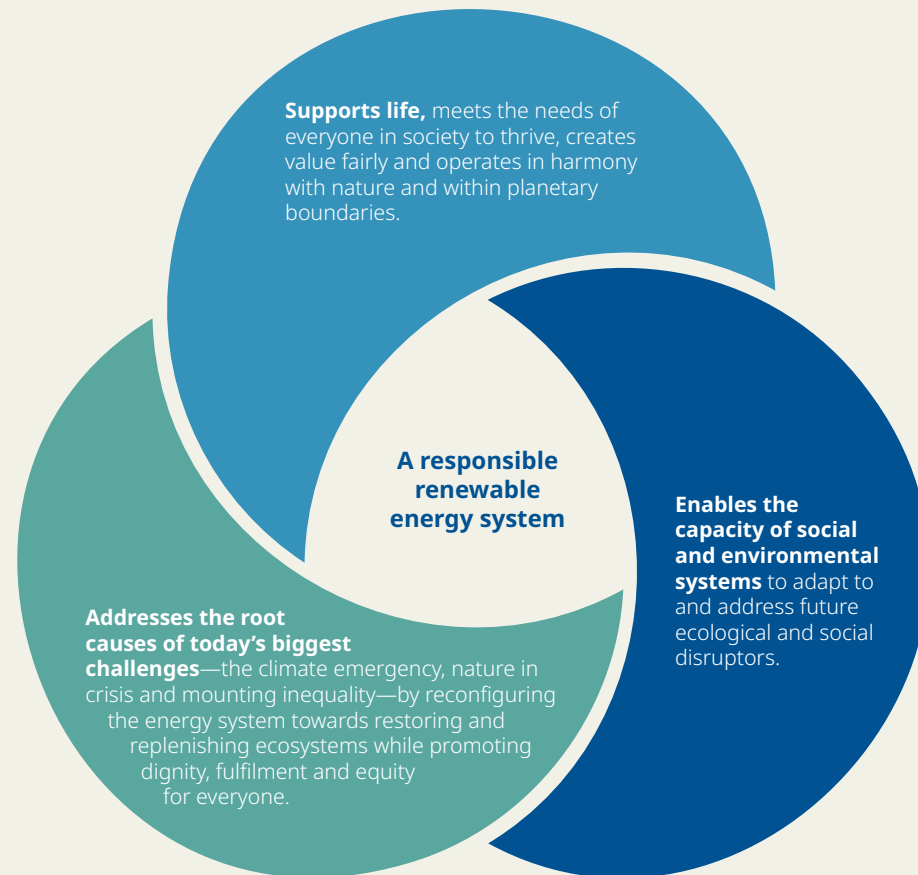 Supports life, meets the needs of
everyone in society to thrive, creates
value fairly and operates in harmony
with nature and within planetary
boundaries.
A responsible
renewable
energy system
Enables the
capacity of social
and environmental
systems to adapt to
and address future
ecological and social
disruptors.
Addresses the root
causes of today’s biggest
challenges—the climate emergency, nature in
crisis and mounting inequality—by reconfiguring
the energy system towards restoring and
replenishing ecosystems while promoting
dignity, fulfilment and equity
for everyone.